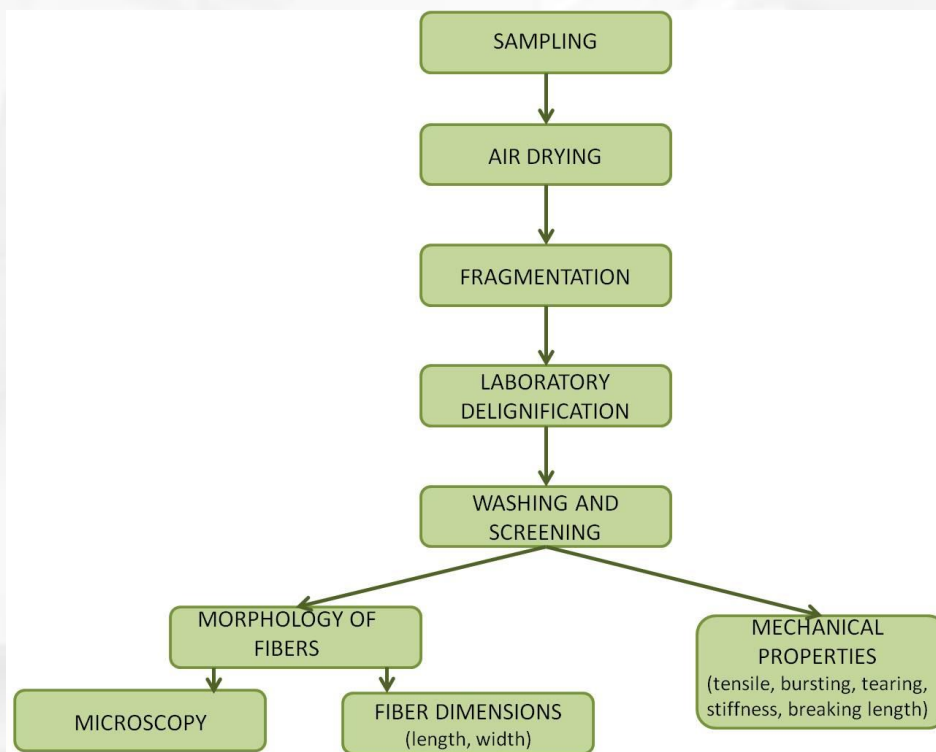 SAMPLING
AIR DRYING
FRAGMENTATION
LABORATORY
DELIGNIFICATION
WASHING AND
SCREENING
MORPHOLOGY OF
FIBERS
MECHANICAL
PROPERTIES
(tensile, bursting, tearing,
stiffness, breaking length)
MICROSCOPY
FIBER DIMENSIONS
(length, width)